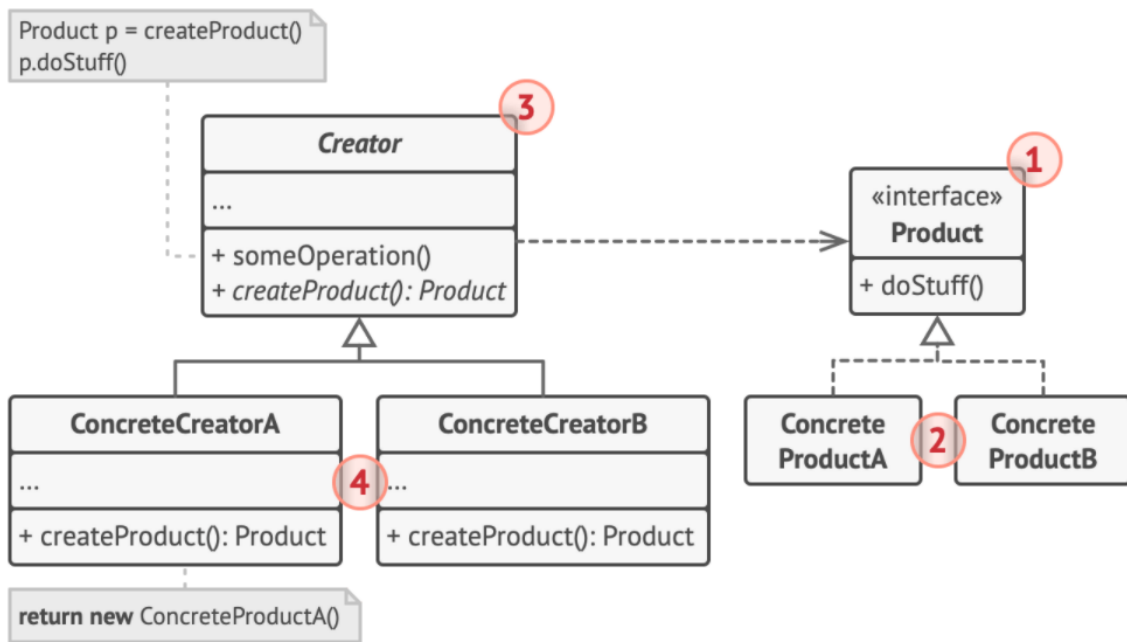 Product p = createProduct()
p.doStuff()
3
Creator
...
+ someOperation()
+ createProduct(): Product
1
«interface»
Product
+ doStuff()
ConcreteCreatorA
...
+ createProduct(): Product
4
ConcreteCreatorB
...
+ createProduct(): Product
Concrete
ProductA
2
Concrete
ProductB
return new ConcreteProductA()